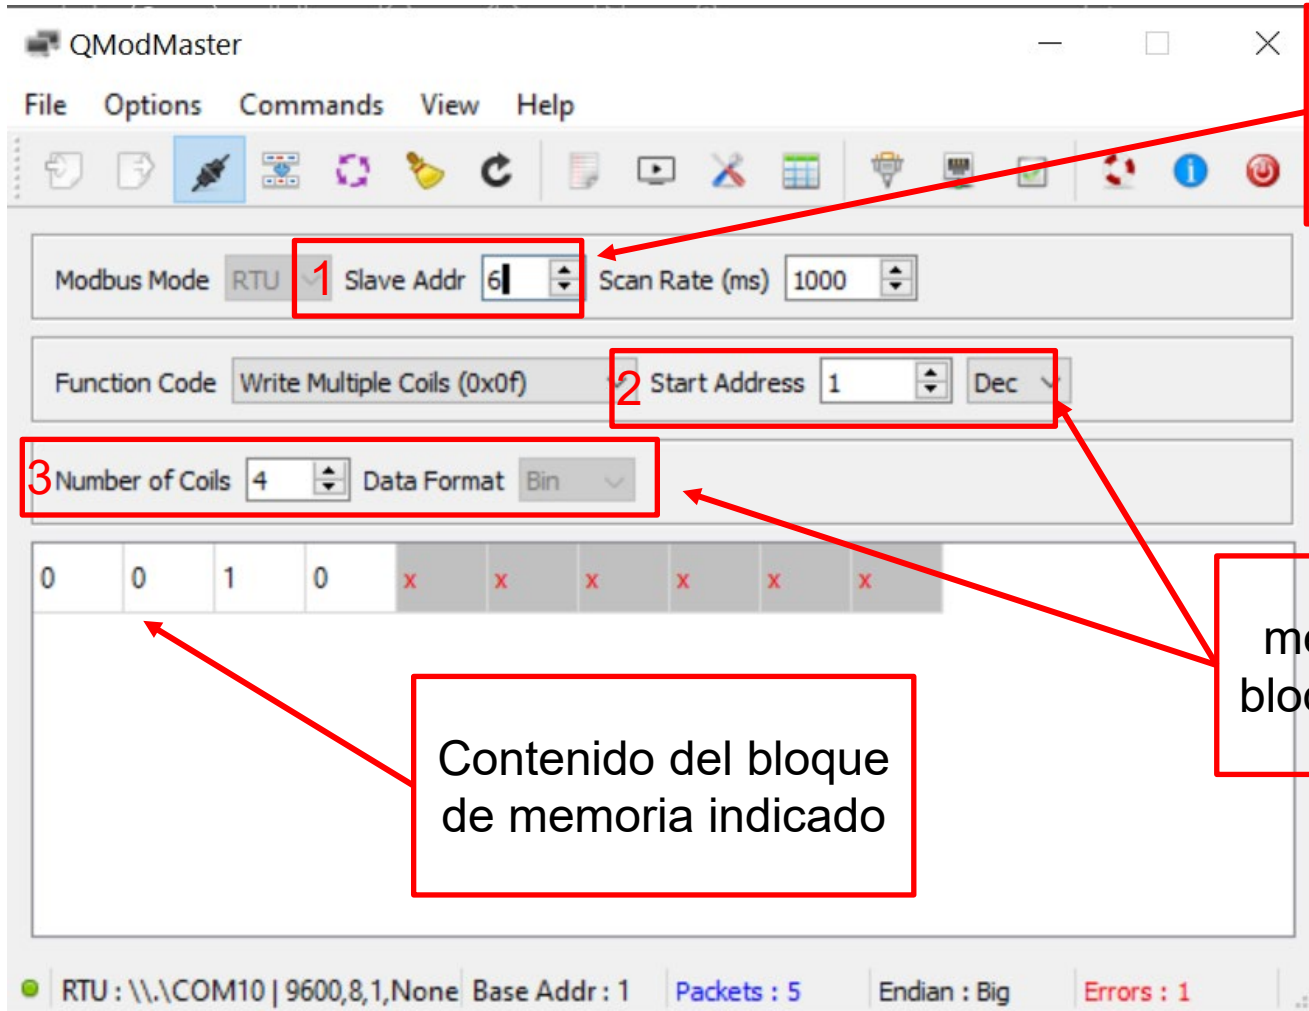 QModMaster
File Options Commands View Help
Modbus Mode RTU 1 Slave Addr 6 Scan Rate (ms) 1000
Function Code Write Multiple Coils (0x0f) 2 Start Address 1 Dec
3 Number of Coils 4 Data Format Bin
0 0 1 0 x x x x x x
Contenido del bloque
de memoria indicado
RTU : \\.\COM10 | 9600,8,1,None Base Addr : 1 Packets : 5 Endian : Big Errors : 1